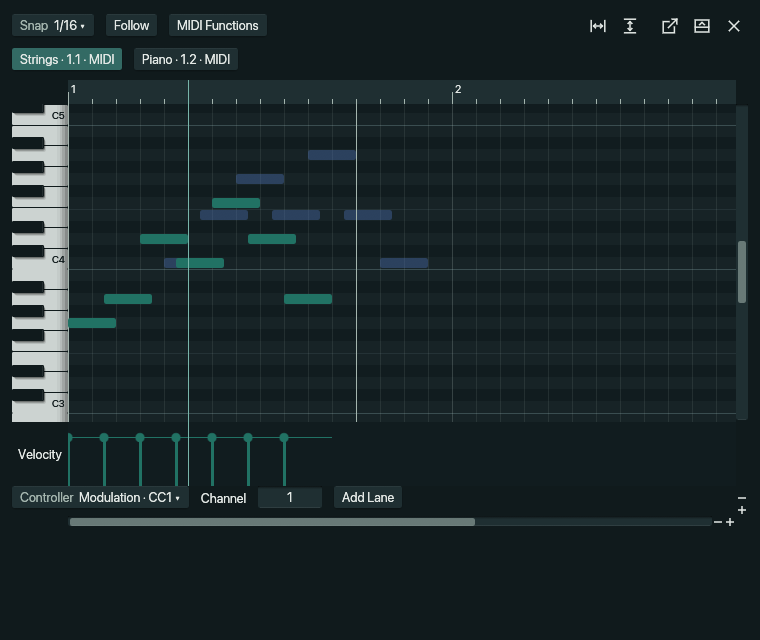 Snap 1/16 Follow MIDI Functions
Strings · 1.1 · MIDI Piano · 1.2 · MIDI
1 2
C5
C4
C3
Velocity
Controller Modulation · CC1 Channel 1 Add Lane